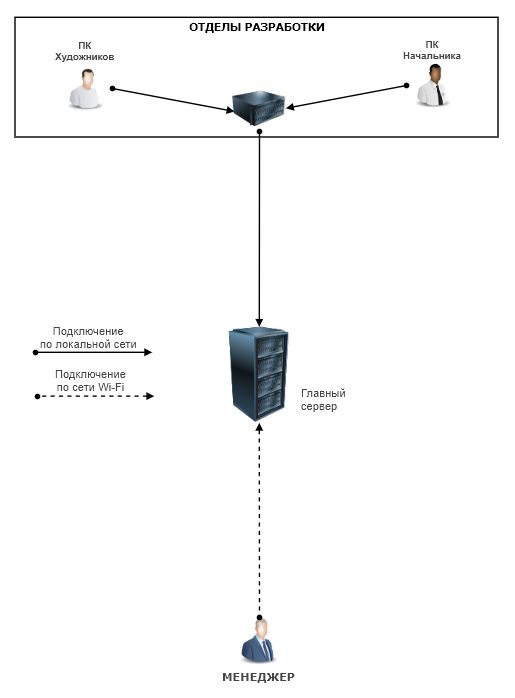 ОТДЕЛЫ РАЗРАБОТКИ
ПК
Художников
ПК
Начальника
Подключение
по локальной сети
Подключение
по сети Wi-Fi
Главный
сервер
МЕНЕДЖЕР